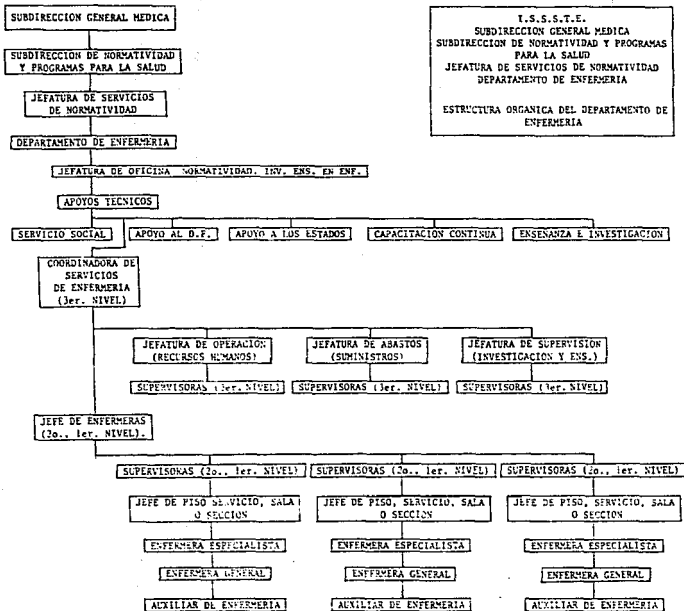 SUBDIRECCION GENERAL MEDICA
I.S.S.S.T.E.
SUBDIRECCION GENERAL MEDICA
SUBDIRECCION DE NORMATIVIDAD Y PROGRAMAS
PARA LA SALUD
JEFATURA DE SERVICIOS DE NORMATIVIDAD
DEPARTAMENTO DE ENFERMERIA
ESTRUCTURA ORGANICA DEL DEPARTAMENTO DE
ENFERMERIA
SUBDIRECCION DE NORMATIVIDAD
Y PROGRAMAS PARA LA SALUD
JEFATURA DE SERVICIOS
DE NORMATIVIDAD
DEPARTAMENTO DE ENFERMERIA
JEFATURA DE OFICINA NORMATIVIDAD. INV. ENS. EN ENF.
APOYOS TECNICOS
SERVICIO SOCIAL
APOYO AL D.F.
APOYO A LOS ESTADOS
CAPACITACION CONTINUA
ENSEÑANZA E INVESTIGACION
COORDINADORA DE
SERVICIOS
DE ENFERMERIA
(3er. NIVEL)
JEFATURA DE OPERACION
(RECURSOS HUMANOS)
JEFATURA DE ABASTOS
(SUMINISTROS)
JEFATURA DE SUPERVISION
(INVESTIGACION Y ENS.)
SUPERVISORAS (3er. NIVEL)
SUPERVISORAS (3er. NIVEL)
SUPERVISORAS (3er. NIVEL)
JEFE DE ENFERMERAS
(2o., 1er. NIVEL).
SUPERVISORAS (2o., 1er. NIVEL)
SUPERVISORAS (2o., 1er. NIVEL)
SUPERVISORAS (2o., 1er. NIVEL)
JEFE DE PISO SERVICIO, SALA
O SECCION
JEFE DE PISO, SERVICIO, SALA
O SECCION
JEFE DE PISO, SERVICIO, SALA
O SECCION
ENFERMERA ESPECIALISTA
ENFERMERA ESPECIALISTA
ENFERMERA ESPECIALISTA
ENFERMERA GENERAL
ENFERMERA GENERAL
ENFERMERA GENERAL
AUXILIAR DE ENFERMERIA
AUXILIAR DE ENFERMERIA
AUXILIAR DE ENFERMERIA